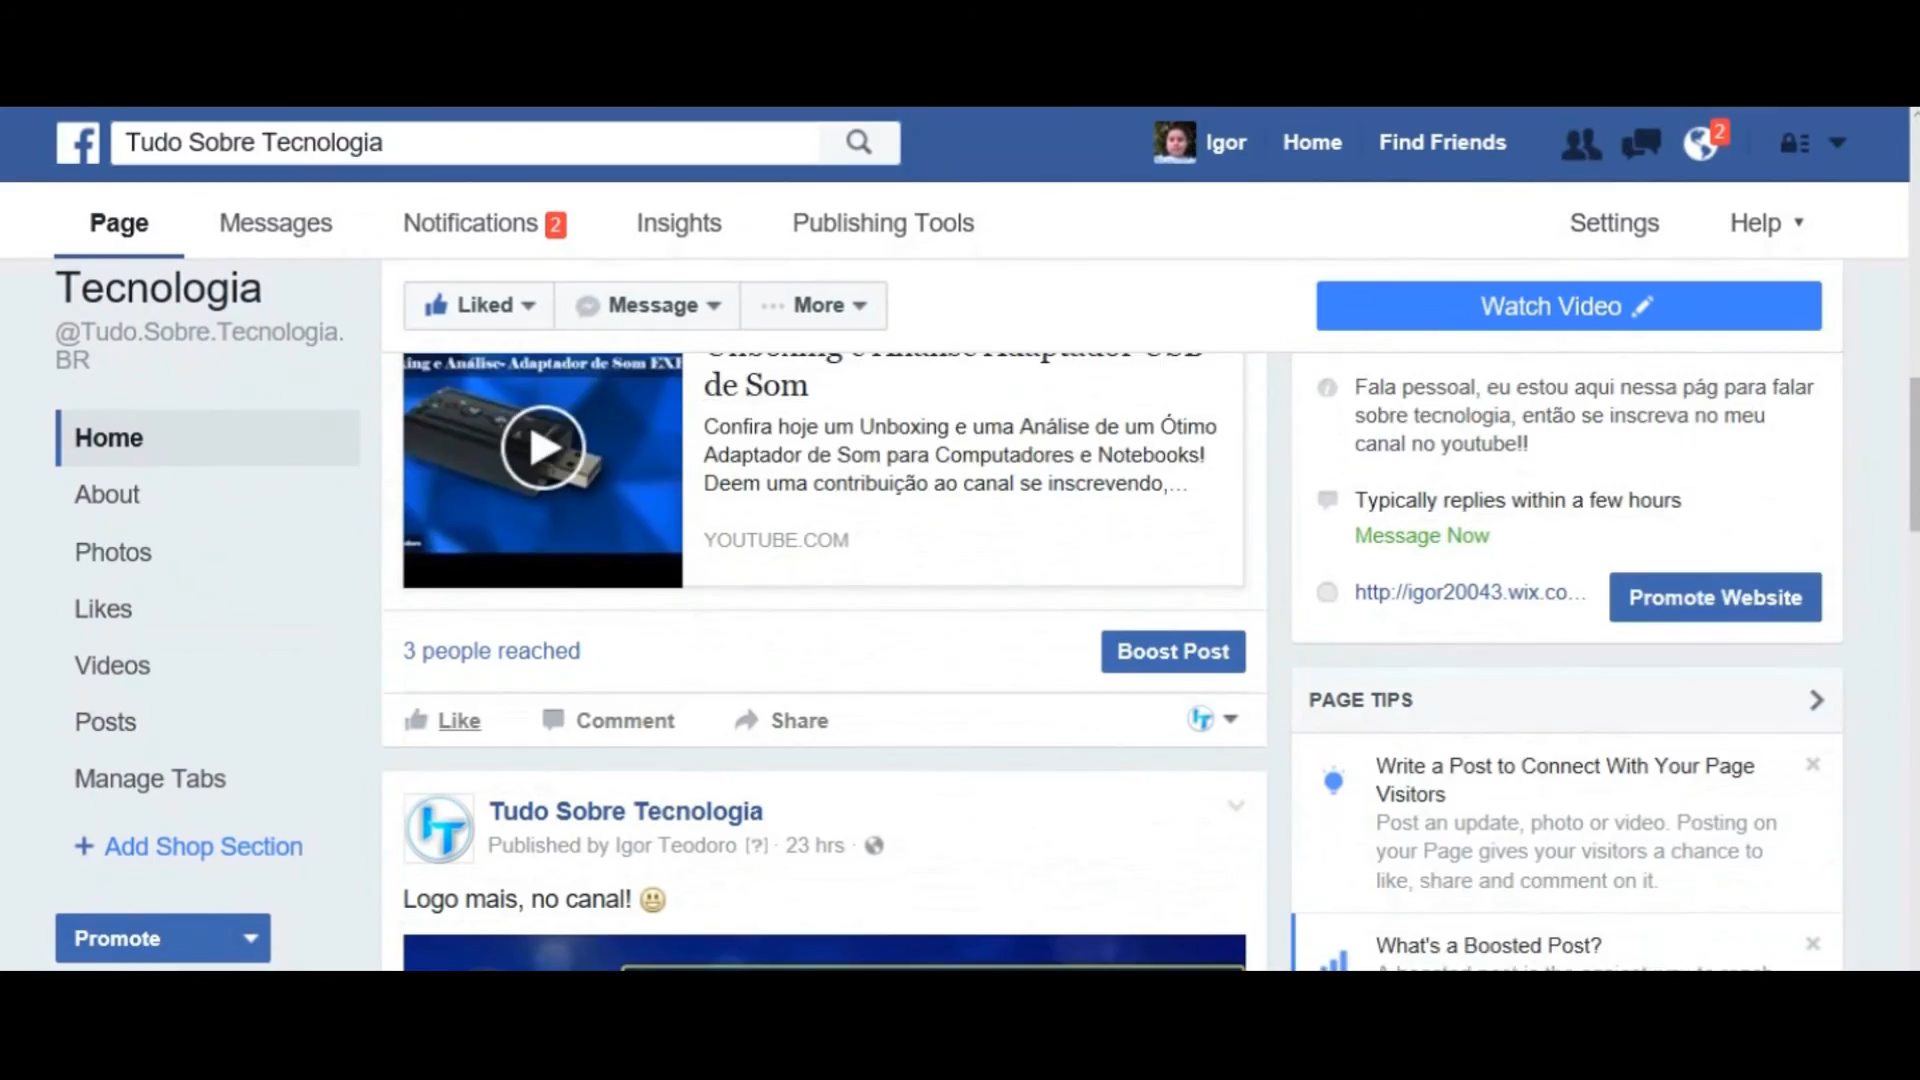 Tudo Sobre Tecnologia
Igor
Home
Find Friends
2
Page
Messages
Notifications 2
Insights
Publishing Tools
Settings
Help
Tecnologia
@Tudo.Sobre.Tecnologia.
BR
Home
About
Photos
Likes
Videos
Posts
Manage Tabs
+ Add Shop Section
Promote
Liked
Message
More
Watch Video
Análise- Adaptador de Som
Unboxing e Análise Adaptador USB
de Som
Confira hoje um Unboxing e uma Análise de um Ótimo
Adaptador de Som para Computadores e Notebooks!
Deem uma contribuição ao canal se inscrevendo,...
YOUTUBE.COM
3 people reached
Boost Post
Like
Comment
Share
Tudo Sobre Tecnologia
Published by Igor Teodoro [?] · 23 hrs ·
Logo mais, no canal! 😃
Fala pessoal, eu estou aqui nessa pág para falar
sobre tecnologia, então se inscreva no meu
canal no youtube!!
Typically replies within a few hours
Message Now
http://igor20043.wix.co...
Promote Website
PAGE TIPS
Write a Post to Connect With Your Page
Visitors
Post an update, photo or video. Posting on
your Page gives your visitors a chance to
like, share and comment on it.
What's a Boosted Post?